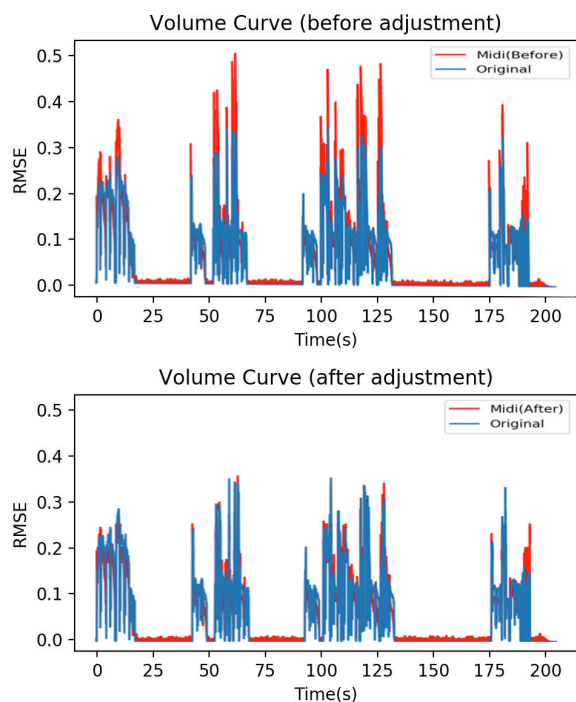 Volume Curve (before adjustment)
0.5
0.4
0.3
0.2
0.1
0.0
RMSE
Midi(Before)
Original
0 25 50 75 100 125 150 175 200
Time(s)
Volume Curve (after adjustment)
0.5
0.4
0.3
0.2
0.1
0.0
RMSE
Midi(After)
Original
0 25 50 75 100 125 150 175 200
Time(s)